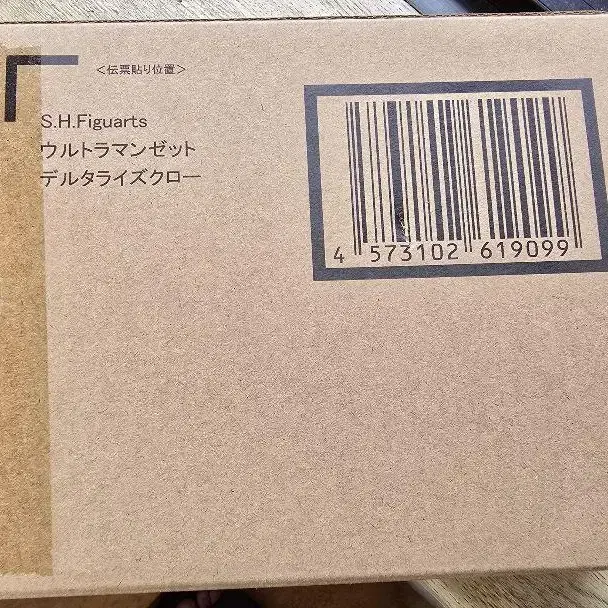 ＜伝票貼り位置＞
S.H.Figuarts
ウルトラマンゼット
デルタライズクロー
4 573102 619099